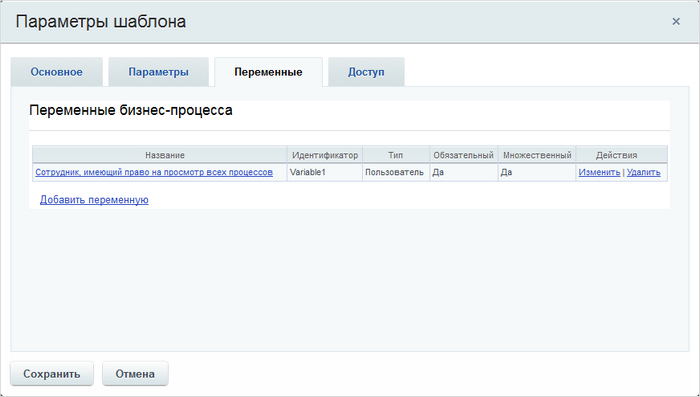 Параметры шаблона ×
Основное Параметры Переменные Доступ
Переменные бизнес-процесса
Название Идентификатор Тип Обязательный Множественный Действия
Сотрудник, имеющий право на просмотр всех процессов Variable1 Пользователь Да Да Изменить | Удалить
Добавить переменную
Сохранить Отмена